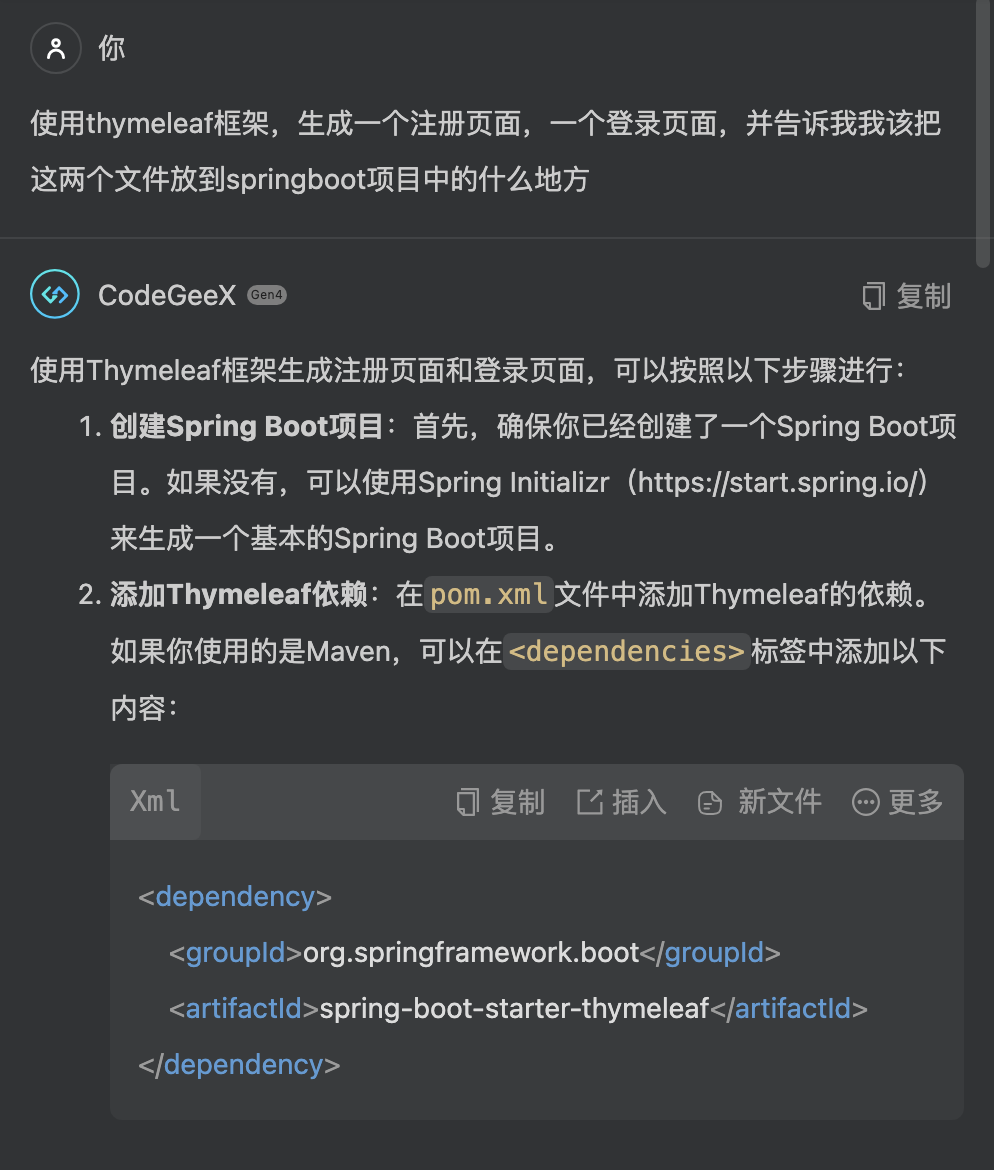 你
使用thymeleaf框架，生成一个注册页面，一个登录页面，并告诉我我该把
这两个文件放到springboot项目中的什么地方
CodeGeeX Gen4 复制
使用Thymeleaf框架生成注册页面和登录页面，可以按照以下步骤进行：
1. 创建Spring Boot项目：首先，确保你已经创建了一个Spring Boot项
目。如果没有，可以使用Spring Initializr（https://start.spring.io/）
来生成一个基本的Spring Boot项目。
2. 添加Thymeleaf依赖：在pom.xml文件中添加Thymeleaf的依赖。
如果你使用的是Maven，可以在<dependencies>标签中添加以下
内容：
Xml 复制 插入 新文件 更多
<dependency>
<groupId>org.springframework.boot</groupId>
<artifactId>spring-boot-starter-thymeleaf</artifactId>
</dependency>